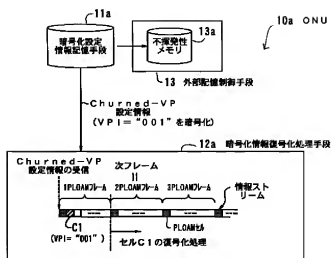 11a
暗号化設定
情報記憶手段
13a
不揮発性
メモリ
10a ONU
13 外部記憶制御手段
Churned-VP
設定情報
(VPI="001"を暗号化)
12a
暗号化情報復号化処理手段
Churned-VP
設定情報の受信
次フレーム
||
1PLOAMフレーム 2PLOAMフレーム 3PLOAMフレーム
情報スト
リーム
C1
(VPI="001")
PLOAMセル
セルC1の復号化処理